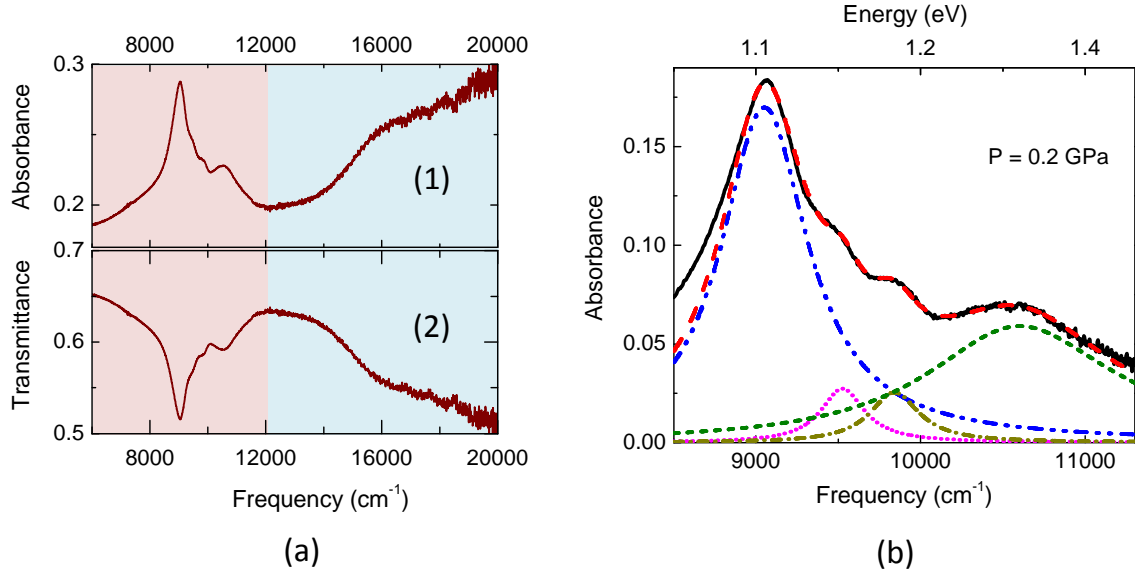 8000 12000 16000 20000
0.3
0.2
Absorbance
(1)
0.7
0.6
0.5
Transmittance
(2)
8000 12000 16000 20000
Frequency (cm⁻¹)
(a)
Energy (eV)
1.1 1.2 1.4
0.15
0.10
0.05
0.00
Absorbance
P = 0.2 GPa
9000 10000 11000
Frequency (cm⁻¹)
(b)